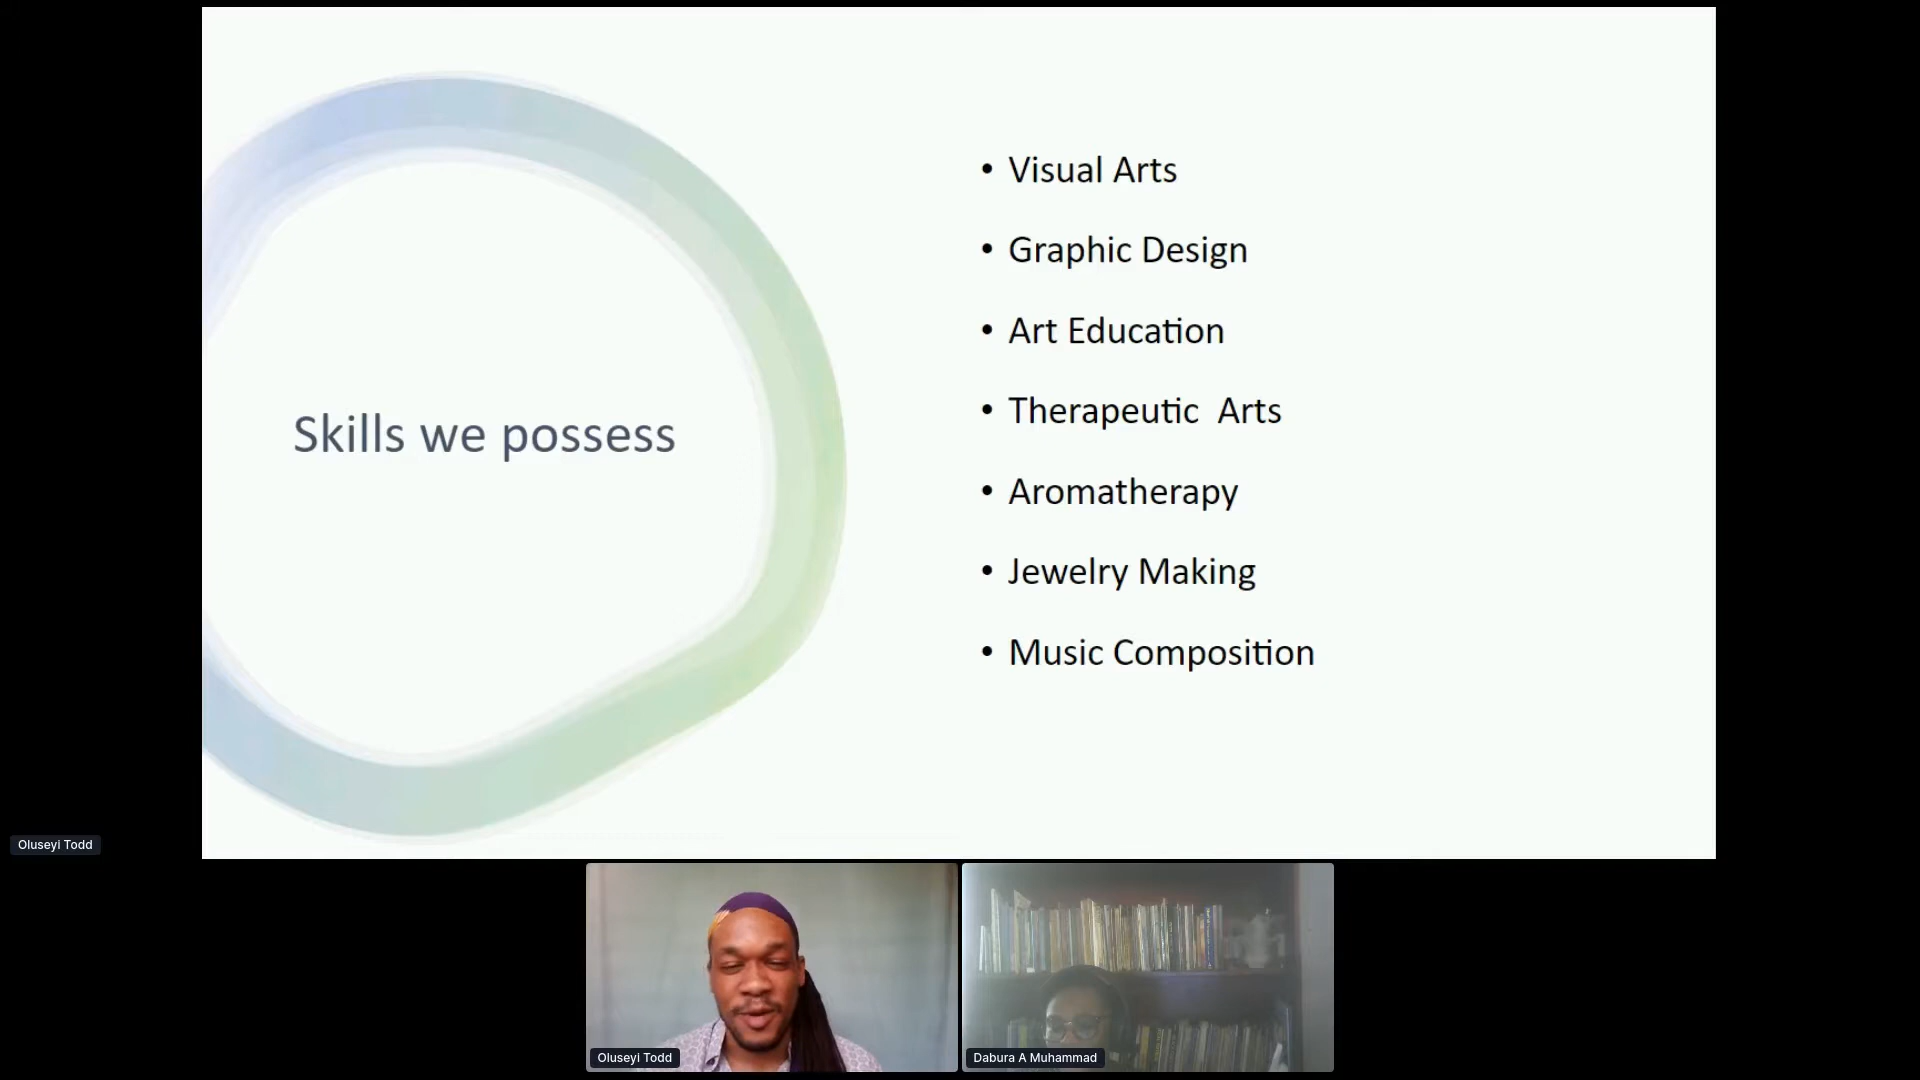 Skills we possess
• Visual Arts
• Graphic Design
• Art Education
• Therapeutic  Arts
• Aromatherapy
• Jewelry Making
• Music Composition
Oluseyi Todd
Oluseyi Todd
Dabura A Muhammad